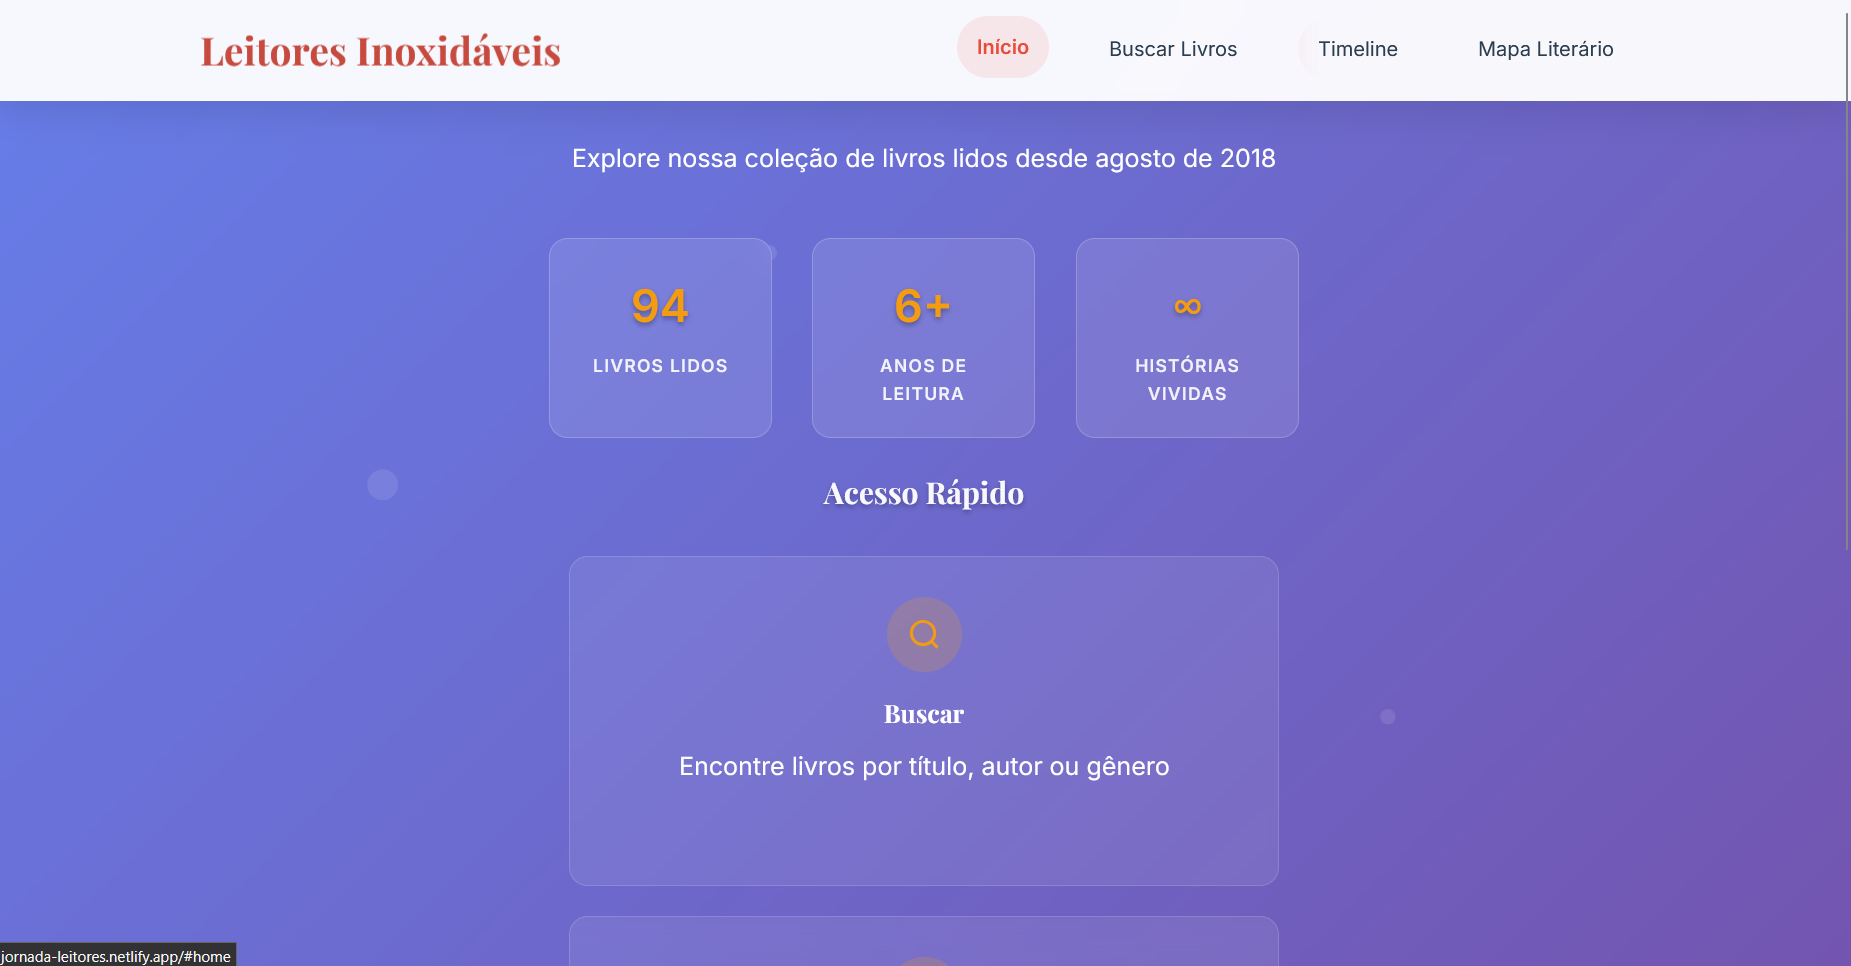 Leitores Inoxidáveis
Início
Buscar Livros
Timeline
Mapa Literário
Explore nossa coleção de livros lidos desde agosto de 2018
94
LIVROS LIDOS
6+
ANOS DE
LEITURA
∞
HISTÓRIAS
VIVIDAS
Acesso Rápido
Buscar
Encontre livros por título, autor ou gênero
jornada-leitores.netlify.app/#home